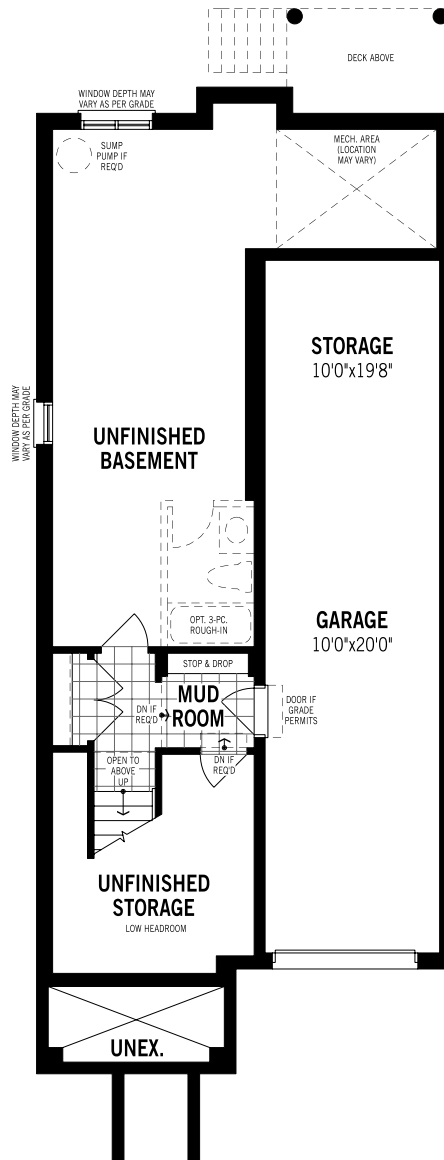 DECK ABOVE
WINDOW DEPTH MAY
VARY AS PER GRADE
SUMP
PUMP IF
REQ'D
MECH. AREA
(LOCATION
MAY VARY)
STORAGE
10'0"x19'8"
WINDOW DEPTH MAY
VARY AS PER GRADE
UNFINISHED
BASEMENT
OPT. 3-PC.
ROUGH-IN
GARAGE
10'0"x20'0"
STOP & DROP
MUD
ROOM
DN IF
REQ'D
DOOR IF
GRADE
PERMITS
OPEN TO
ABOVE
UP
DN IF
REQ'D
UNFINISHED
STORAGE
LOW HEADROOM
UNEX.